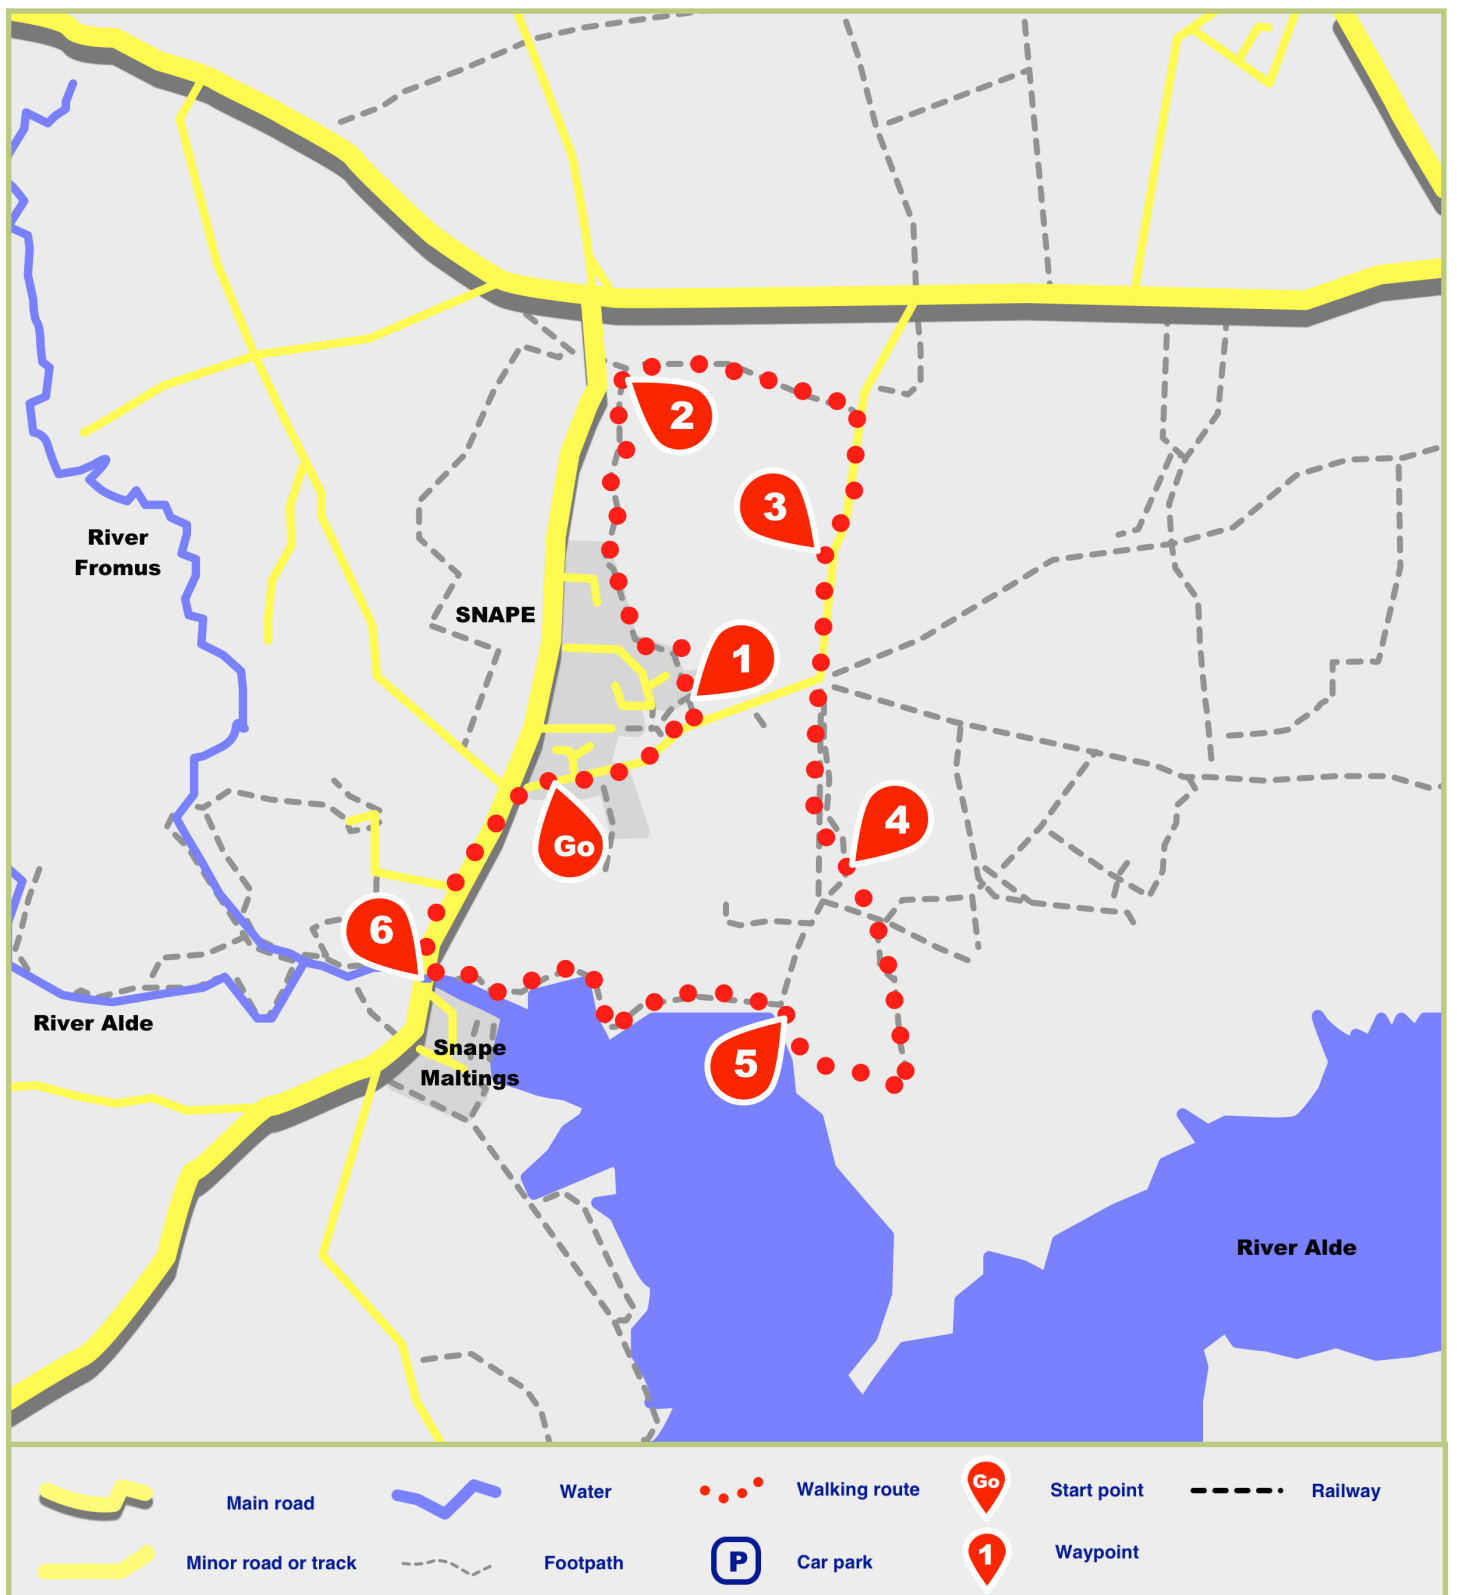 2
3
River
Fromus
SNAPE
1
4
Go
6
River Alde
Snape
Maltings
5
River Alde
Main road
Water
Walking route
Go
Start point
Railway
Minor road or track
Footpath
P
Car park
1
Waypoint